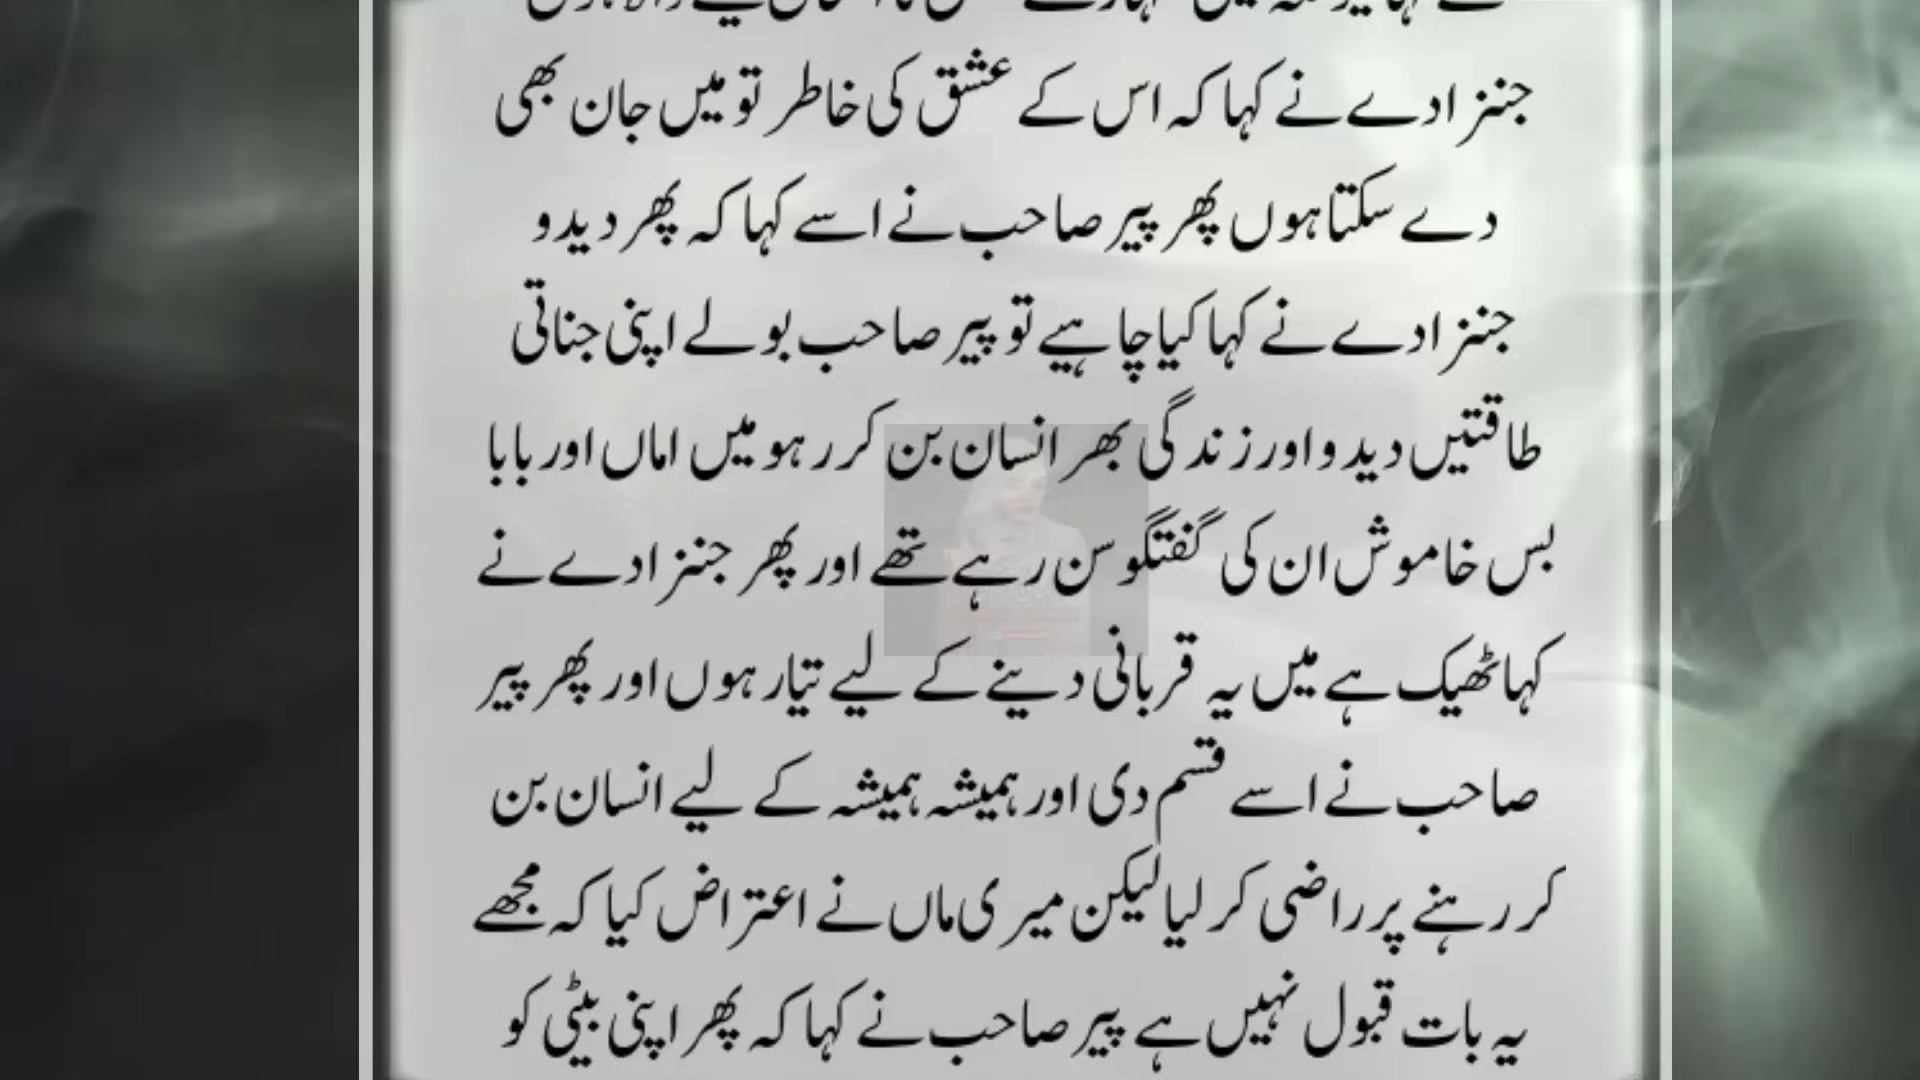 جنزادے نے کہا کہ اس کے عشق کی خاطر تو میں جان بھی
دے سکتا ہوں پھر پیر صاحب نے اسے کہا کہ پھر دیدو
جنزادے نے کہا کیا چاہیے تو پیر صاحب بولے اپنی جناتی
طاقتیں دیدو اور زندگی بھر انسان بن کر رہو میں اماں اور بابا
بس خاموش ان کی گفتگو سن رہے تھے اور پھر جنزادے نے
کہا ٹھیک ہے میں یہ قربانی دینے کے لیے تیار ہوں اور پھر پیر
صاحب نے اسے قسم دی اور ہمیشہ ہمیشہ کے لیے انسان بن
کر رہنے پر راضی کر لیا لیکن میری ماں نے اعتراض کیا کہ مجھے
یہ بات قبول نہیں ہے پیر صاحب نے کہا کہ پھر اپنی بیٹی کو